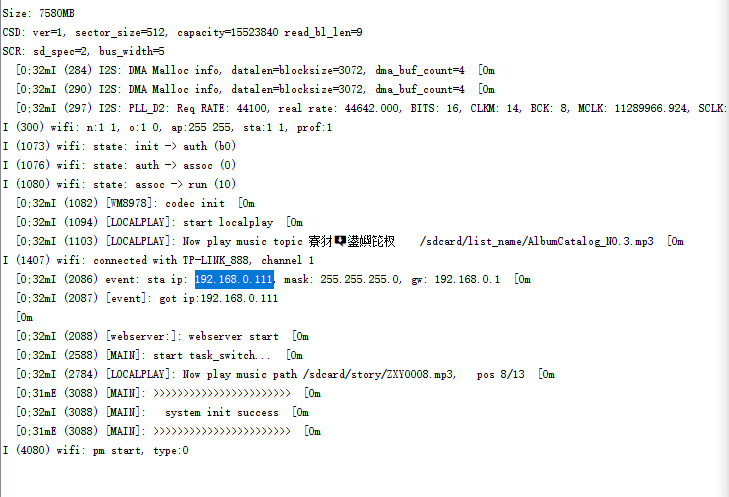 Size: 7580MB
CSD: ver=1, sector_size=512, capacity=15523840 read_bl_len=9
SCR: sd_spec=2, bus_width=5
[0;32mI (284) I2S: DMA Malloc info, datalen=blocksize=3072, dma_buf_count=4 [0m
[0;32mI (290) I2S: DMA Malloc info, datalen=blocksize=3072, dma_buf_count=4 [0m
[0;32mI (297) I2S: PLL_D2: Req RATE: 44100, real rate: 44642.000, BITS: 16, CLKM: 14, BCK: 8, MCLK: 11289966.924, SCLK:
I (300) wifi: n:1 1, o:1 0, ap:255 255, sta:1 1, prof:1
I (1073) wifi: state: init -> auth (b0)
I (1076) wifi: state: auth -> assoc (0)
I (1080) wifi: state: assoc -> run (10)
[0;32mI (1082) [WM8978]: codec init [0m
[0;32mI (1094) [LOCALPLAY]: start localplay [0m
[0;32mI (1103) [LOCALPLAY]: Now play music topic /sdcard/list_name/AlbumCatalog_NO.3.mp3 [0m
I (1407) wifi: connected with TP-LINK_888, channel 1
[0;32mI (2086) event: sta ip: 192.168.0.111, mask: 255.255.255.0, gw: 192.168.0.1 [0m
[0;32mI (2087) [event]: got ip:192.168.0.111
[0m
[0;32mI (2088) [webserver:]: webserver start [0m
[0;32mI (2588) [MAIN]: start task_switch... [0m
[0;32mI (2784) [LOCALPLAY]: Now play music path /sdcard/story/ZXY0008.mp3, pos 8/13 [0m
[0;31mE (3088) [MAIN]: >>>>>>>>>>>>>>>>>>>>>>> [0m
[0;32mI (3088) [MAIN]: system init success [0m
[0;31mE (3088) [MAIN]: >>>>>>>>>>>>>>>>>>>>>>> [0m
I (4080) wifi: pm start, type:0